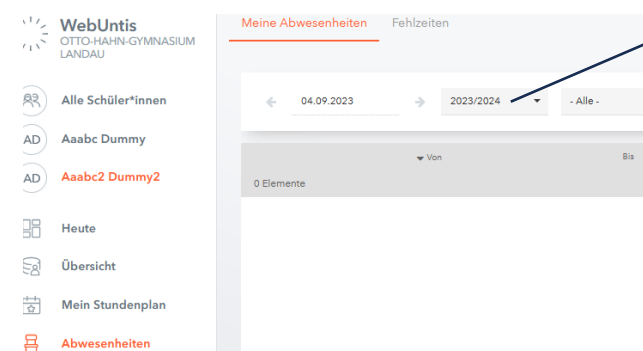 WebUntis
OTTO-HAHN-GYMNASIUM
LANDAU
Alle Schüler*innen
AD Aaabc Dummy
AD Aaabc2 Dummy2
Heute
Übersicht
Mein Stundenplan
Abwesenheiten
Meine Abwesenheiten Fehlzeiten
04.09.2023 2023/2024 - Alle -
Von Bis
0 Elemente